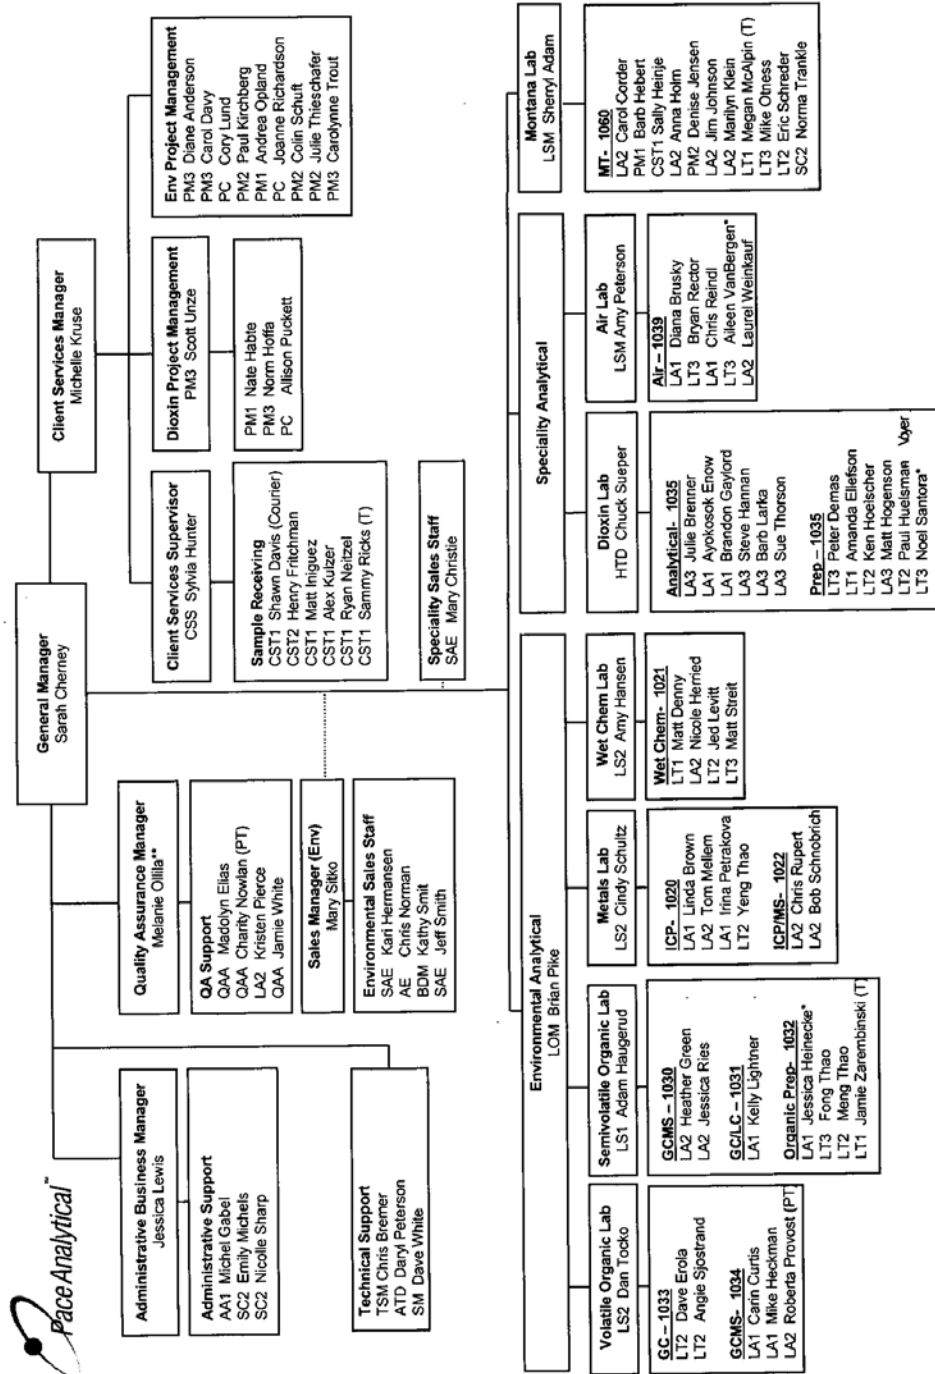 Pace Analytical™
General Manager
Sarah Cherney
Client Services Manager
Michelle Kruse
Administrative Business Manager
Jessica Lewis
Administrative Support
AA1 Michel Gabel
SC2 Emily Michels
SC2 Nicolle Sharp
Technical Support
TSM Chris Bremer
ATD Daryl Peterson
SM Dave White
Quality Assurance Manager
Melanie Ollila**
QA Support
QAA Madolyn Elias
QAA Charity Nowlan (PT)
LA2 Kristen Pierce
QAA Jamie White
Sales Manager (Env)
Mary Sitko
Environmental Sales Staff
SAE Kari Hermansen
AE Chris Norman
BDM Kathy Smit
SAE Jeff Smith
Client Services Supervisor
CSS Sylvia Hunter
Sample Receiving
CST1 Shawn Davis (Courier)
CST2 Henry Fritchman
CST1 Matt Iniguez
CST1 Alex Kulzer
CST1 Ryan Neitzel
CST1 Sammy Ricks (T)
Speciality Sales Staff
SAE Mary Christie
Dioxin Project Management
PM3 Scott Unze
PM1 Nate Habte
PM3 Norm Hoffa
PC Allison Puckett
Env Project Management
PM3 Diane Anderson
PM3 Carol Davy
PC Cory Lund
PM2 Paul Kirchberg
PM1 Andrea Opland
PC Joanne Richardson
PM2 Colin Schuft
PM2 Julie Thieschafer
PM3 Carolynne Trout
Environmental Analytical
LOM Brian Pike
Volatile Organic Lab
LS2 Dan Tocko
GC – 1033
LT2 Dave Erola
LT2 Angie Sjostrand
GCMS- 1034
LA1 Carin Curtis
LA1 Mike Heckman
LA2 Roberta Provost (PT)
Semivolatile Organic Lab
LS1 Adam Haugerud
GCMS – 1030
LA2 Heather Green
LA2 Jessica Ries
GC/LC – 1031
LA1 Kelly Lightner
Organic Prep- 1032
LA1 Jessica Heinecke*
LT3 Fong Thao
LT2 Meng Thao
LT1 Jamie Zarembinski (T)
Metals Lab
LS2 Cindy Schultz
ICP- 1020
LA1 Linda Brown
LA2 Tom Mellem
LA1 Irina Petrakova
LT2 Yeng Thao
ICP/MS- 1022
LA2 Chris Rupert
LA2 Bob Schnobrich
Wet Chem Lab
LS2 Amy Hansen
Wet Chem- 1021
LT1 Matt Denny
LA2 Nicole Herried
LT2 Jed Levitt
LT3 Matt Streit
Speciality Analytical
Dioxin Lab
HTD Chuck Sueper
Analytical- 1035
LA3 Julie Brenner
LA1 Ayokosok Enow
LA1 Brandon Gaylord
LA3 Steve Hannan
LA3 Barb Larka
LA3 Sue Thorson
Prep – 1035
LT3 Peter Demas
LT1 Amanda Ellefson
LT2 Ken Hoelscher
LA3 Matt Hogenson
LT2 Paul Huelsman Voyer
LT3 Noel Santora*
Air Lab
LSM Amy Peterson
Air – 1039
LA1 Diana Brusky
LT3 Bryan Rector
LA1 Chris Reindl
LT3 Aileen VanBergen*
LA2 Laurel Weinkauf
Montana Lab
LSM Sherryl Adam
MT- 1060
LA2 Carol Corder
PM1 Barb Hebert
CST1 Sally Heinje
LA2 Anna Holm
PM2 Denise Jensen
LA2 Jim Johnson
LA2 Marilyn Klein
LT1 Megan McAlpin (T)
LT3 Mike Otness
LT2 Eric Schreder
SC2 Norma Trankle